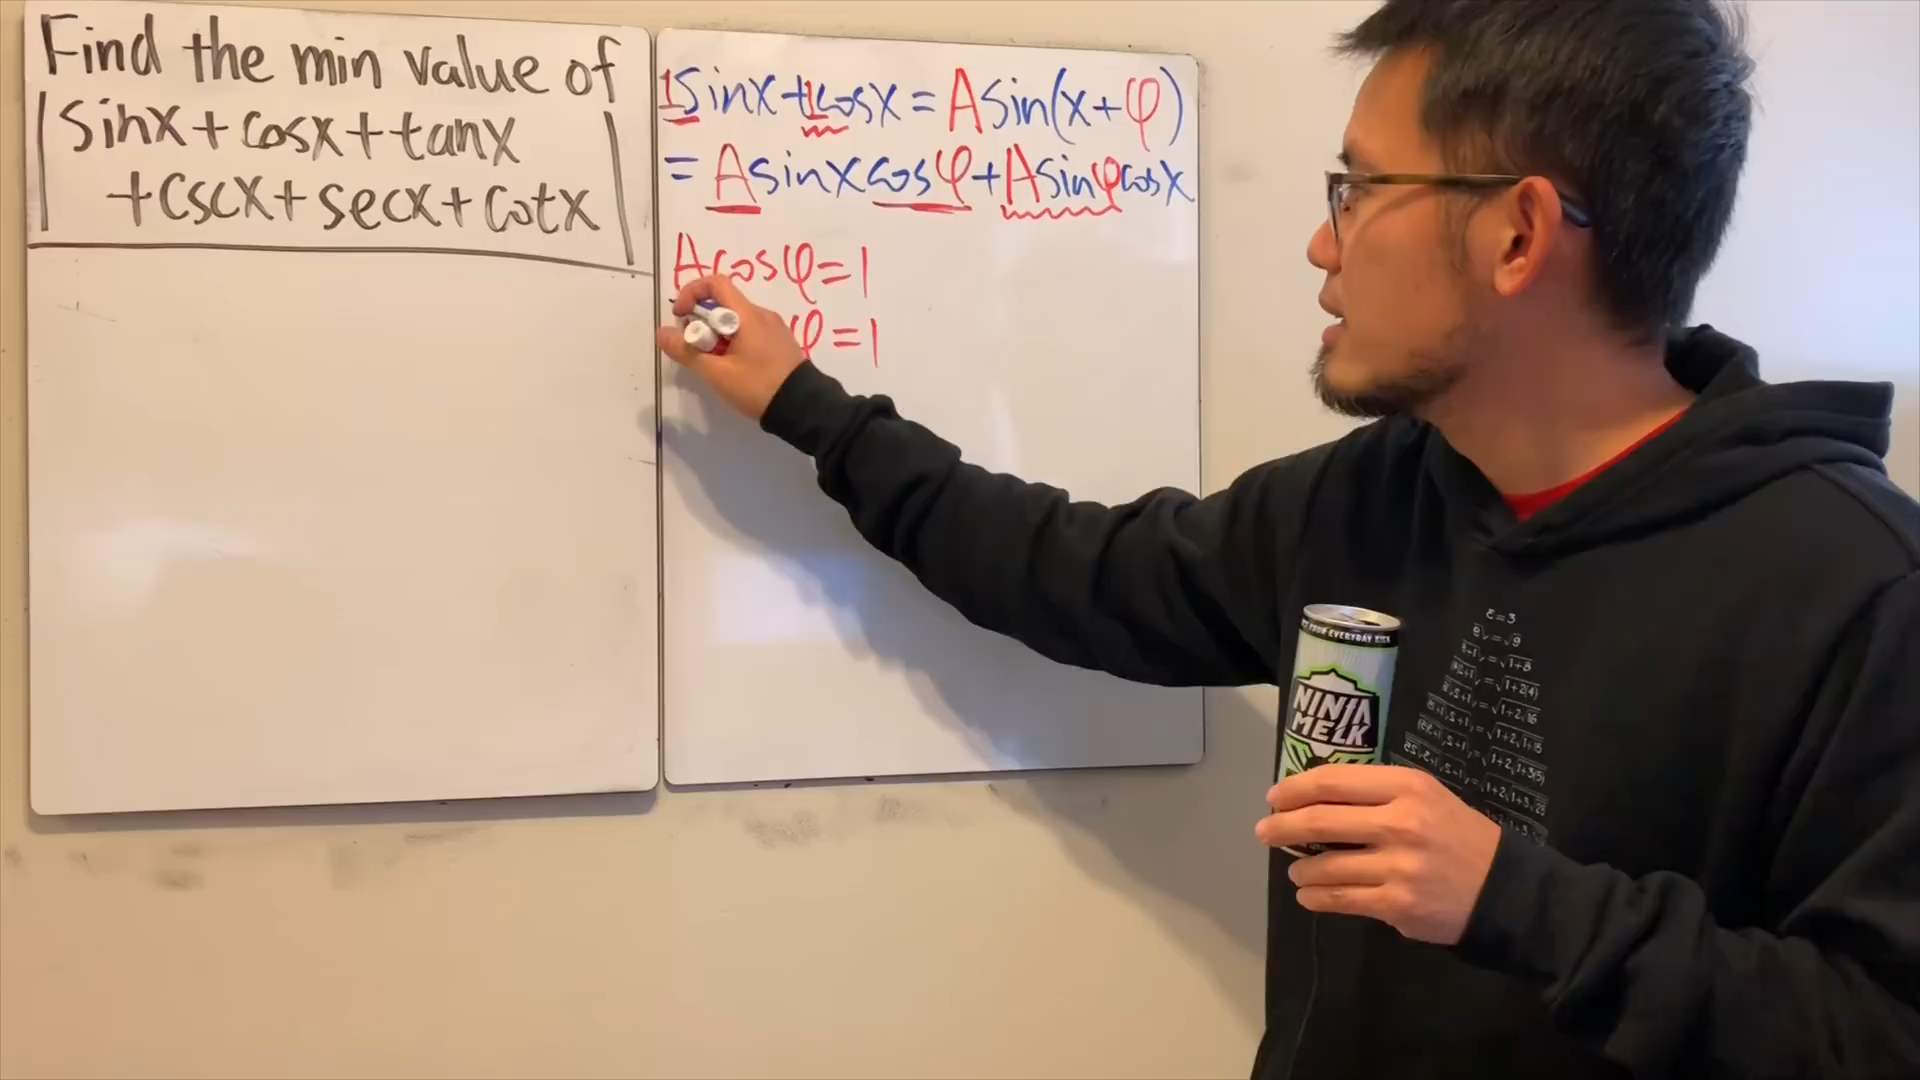 Find the min value of
|sinx+cosx+tanx
+cscx+secx+cotx|
1sinx+1cosx=Asin(x+φ)
=Asinxcosφ+Asinφcosx
Acosφ=1
φ=1
NINJA
MELK